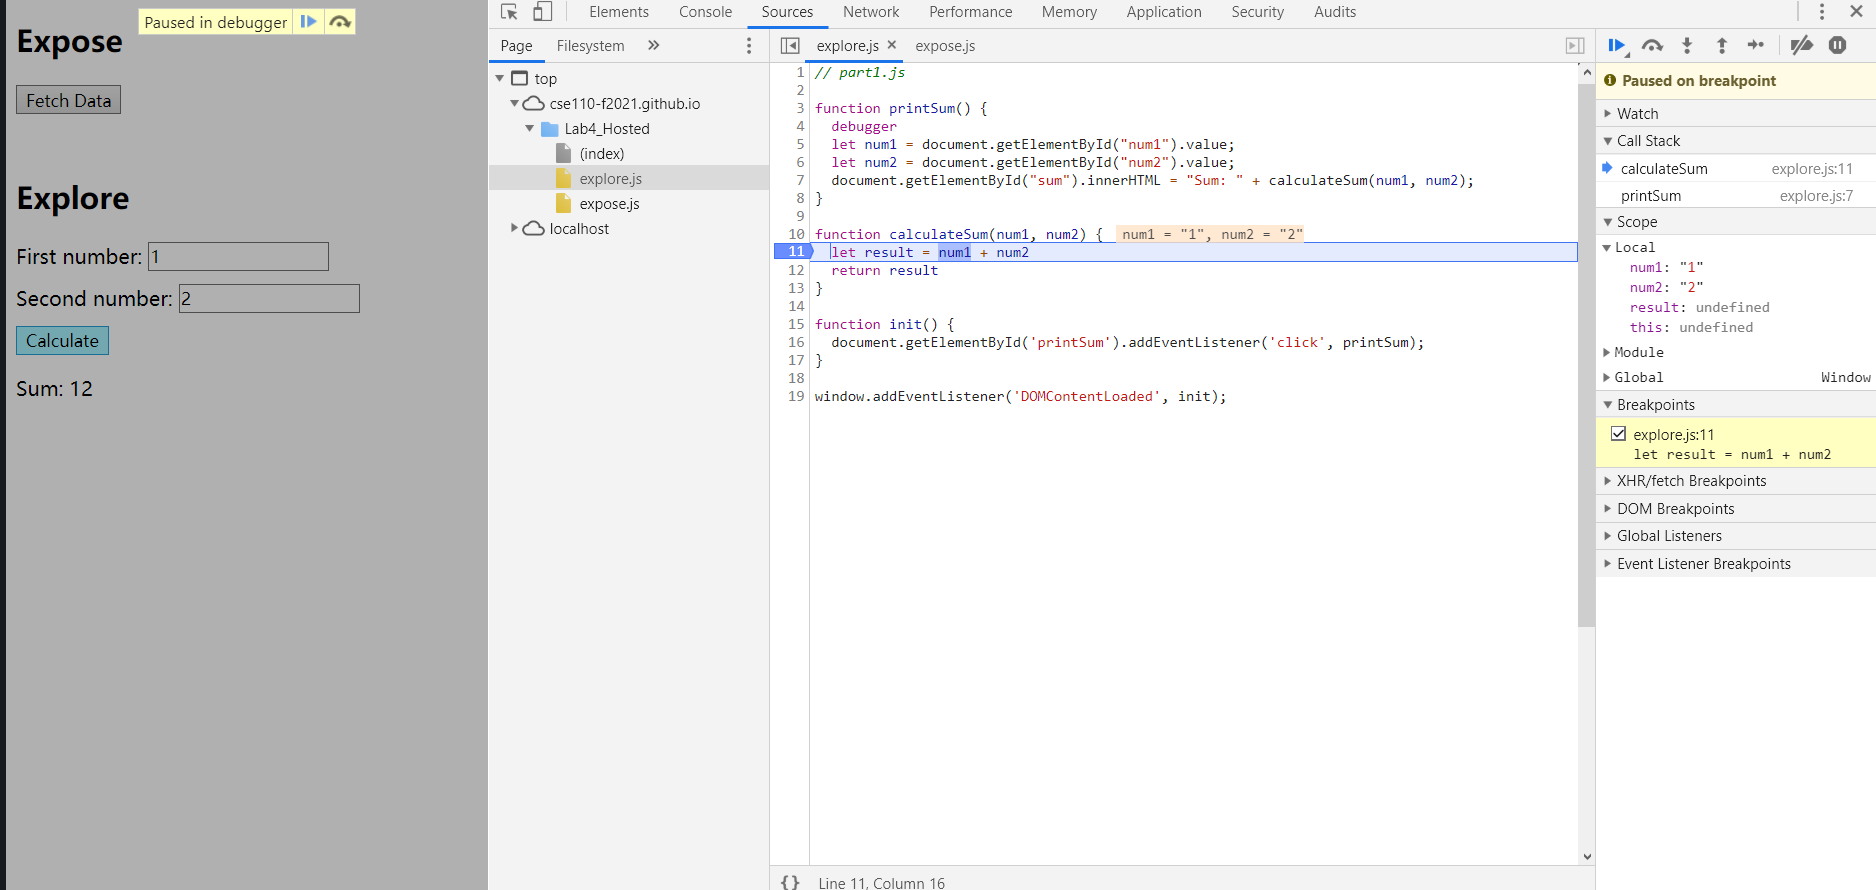 Paused in debugger
Expose
Fetch Data
Explore
First number: 1
Second number: 2
Calculate
Sum: 12
Elements Console Sources Network Performance Memory Application Security Audits
Page Filesystem »
top
cse110-f2021.github.io
Lab4_Hosted
(index)
explore.js
expose.js
localhost
explore.js × expose.js
1 // part1.js
2
3 function printSum() {
4 debugger
5 let num1 = document.getElementById("num1").value;
6 let num2 = document.getElementById("num2").value;
7 document.getElementById("sum").innerHTML = "Sum: " + calculateSum(num1, num2);
8 }
9
10 function calculateSum(num1, num2) { num1 = "1", num2 = "2"
11 let result = num1 + num2
12 return result
13 }
14
15 function init() {
16 document.getElementById('printSum').addEventListener('click', printSum);
17 }
18
19 window.addEventListener('DOMContentLoaded', init);
{} Line 11, Column 16
Paused on breakpoint
Watch
Call Stack
calculateSum explore.js:11
printSum explore.js:7
Scope
Local
num1: "1"
num2: "2"
result: undefined
this: undefined
Module
Global Window
Breakpoints
explore.js:11
let result = num1 + num2
XHR/fetch Breakpoints
DOM Breakpoints
Global Listeners
Event Listener Breakpoints